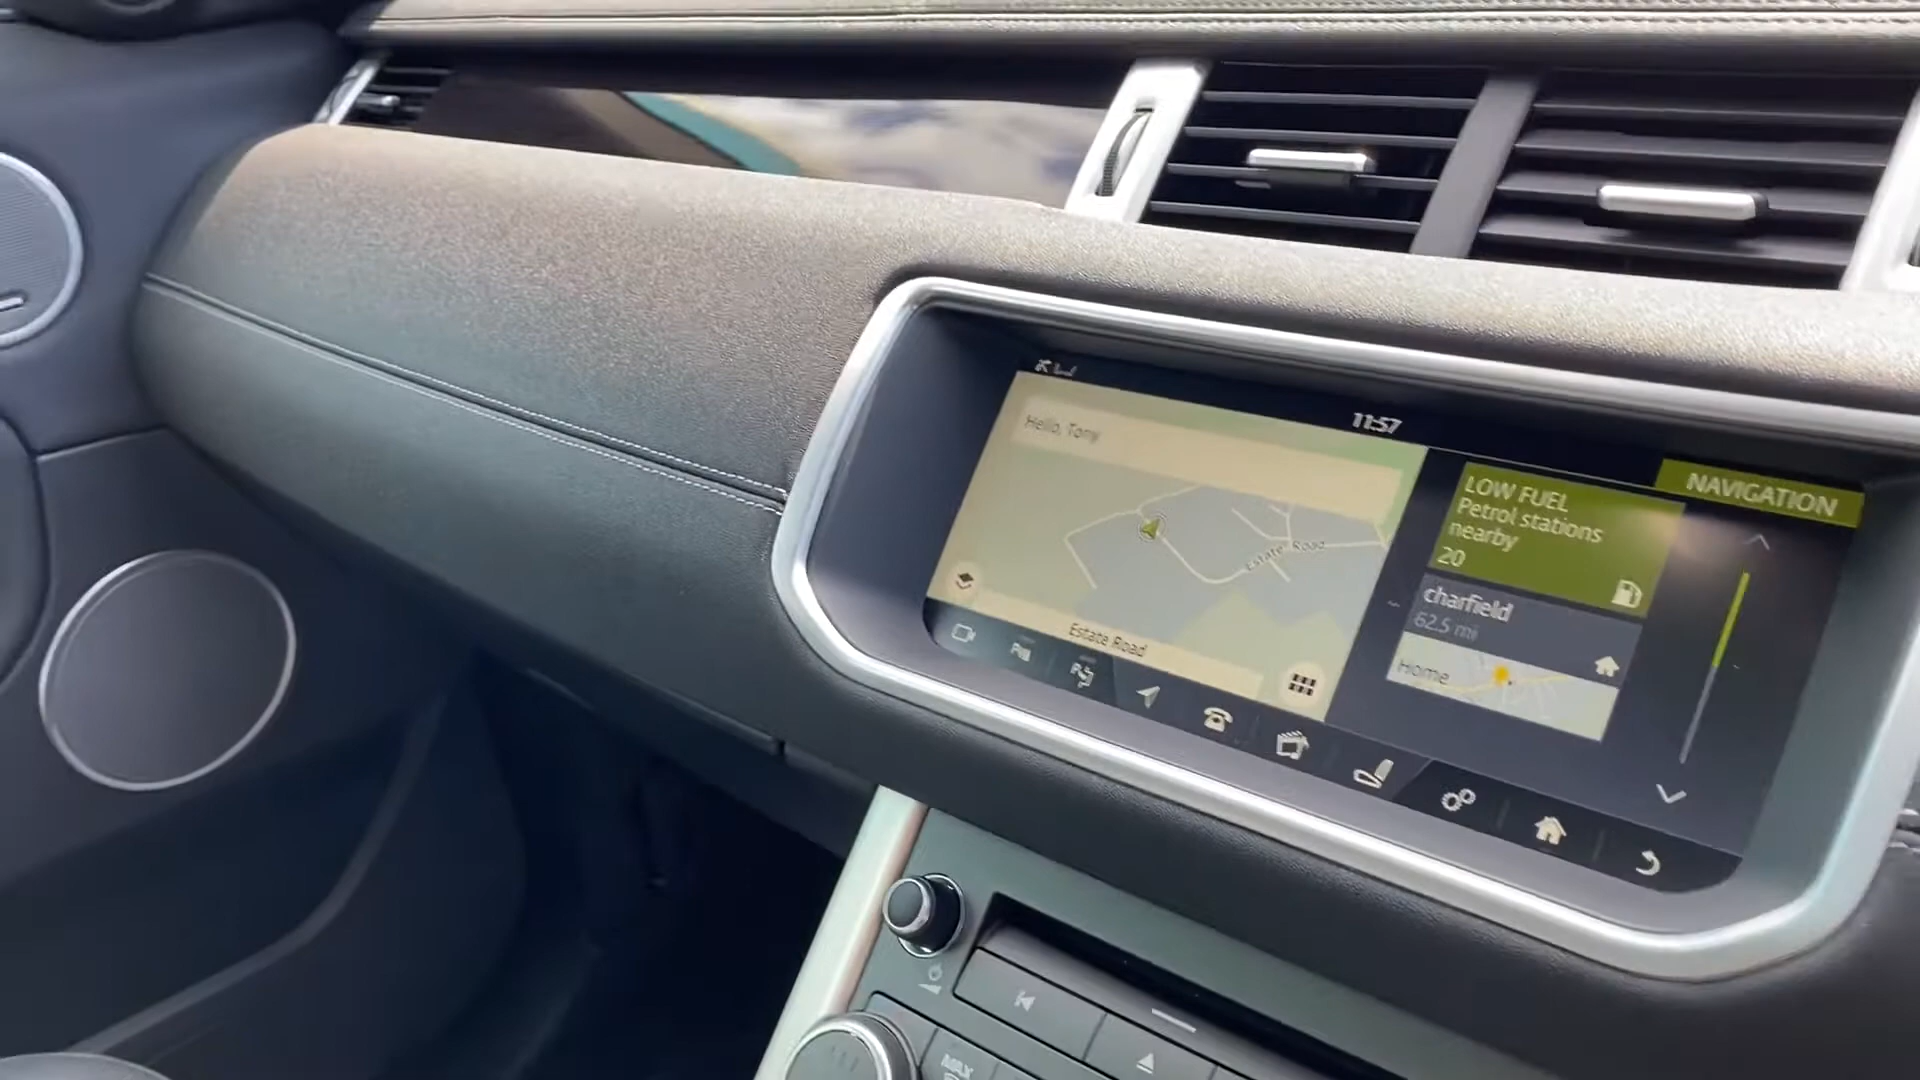 11:57
Hello, Tony
Estate Road
Estate Road
NAVIGATION
LOW FUEL
Petrol stations
nearby
20
charfield
62.5 mi
Home
MAX